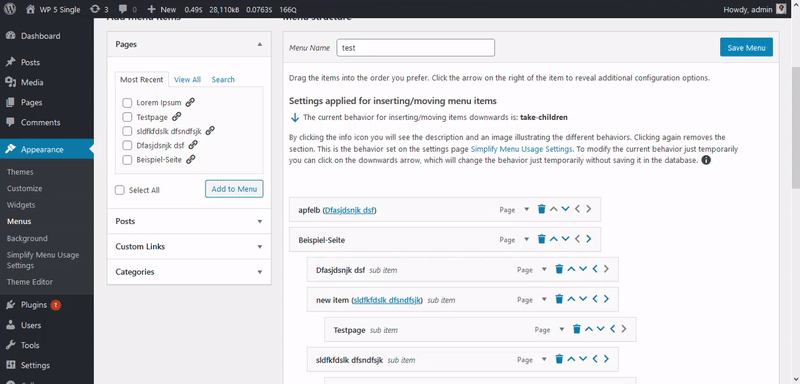 WP 5 Single 3 0 + New 0.49s 28,110kB 0.0763s 166Q Howdy, admin
Dashboard
Posts
Media
Pages
Comments
Appearance
Themes
Customize
Widgets
Menus
Background
Simplify Menu Usage
Settings
Theme Editor
Plugins 1
Users
Tools
Settings
Add menu items
Pages
Most Recent View All Search
Lorem Ipsum
Testpage
sldfkfdslk dfsndfsjk
Dfasjdsnjk dsf
Beispiel-Seite
Select All Add to Menu
Posts
Custom Links
Categories
Menu structure
Menu Name test Save Menu
Drag the items into the order you prefer. Click the arrow on the right of the item to reveal additional configuration options.
Settings applied for inserting/moving menu items
The current behavior for inserting/moving items downwards is: take-children
By clicking the info icon you will see the description and an image illustrating the different behaviors. Clicking again removes the
section. This is the behavior set on the settings page Simplify Menu Usage Settings. To modify the current behavior just temporarily
you can click on the downwards arrow, which will change the behavior just temporarily without saving it in the database.
apfelb (Dfasjdsnjk dsf) Page
Beispiel-Seite Page
Dfasjdsnjk dsf sub item Page
new item (sldfkfdslk dfsndfsjk) sub item Page
Testpage sub item Page
sldfkfdslk dfsndfsjk sub item Page